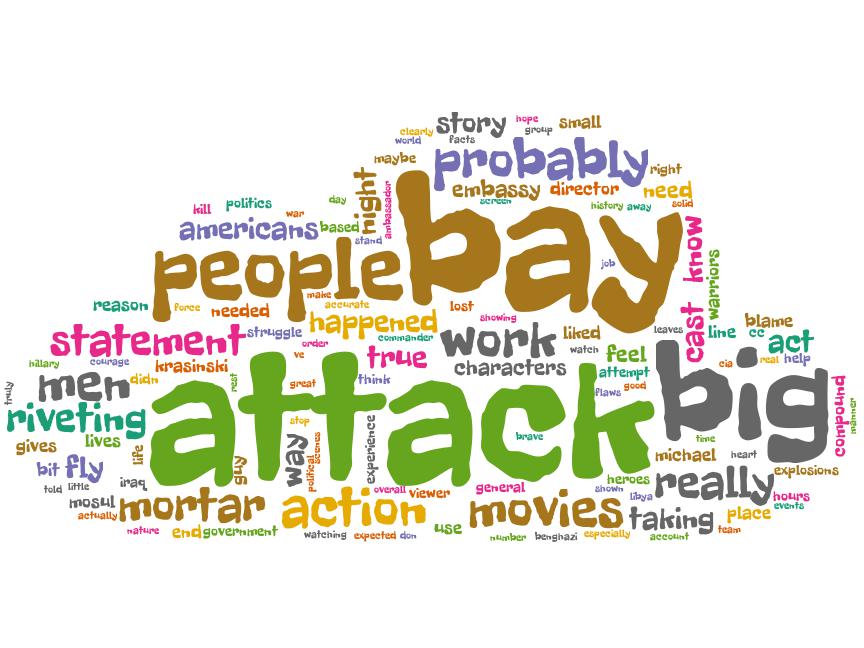 story
hope
small
clearly
group
world
facts
probably
maybe
right
night
ambassador
embassy
director
need
screen
solid
kill
politics
day
war
history
away
americans
based
stand
bay
know
people
job
warriors
reason
force
needed
make
accurate
lost
showing
happened
statement
struggle
commander
work
liked
leaves
cast
line
blame
cc
act
order
true
watch
feel
hillary
courage
krasinski
ve
characters
attempt
cia
real
help
truly
men
didn
rest
great
think
flaws
good
big
compound
manner
riveting
attack
stop
brave
time
gives
lives
life
guy
way
political
scenes
experience
michael
heart
bit
fly
explosions
told
little
iraq
overall
viewer
general
shown
heroes
libya
really
hours
events
mosul
mortar
action
movies
taking
place
actually
team
nature
end
government
watching
expected
don
use
number
benghazi
especially
account